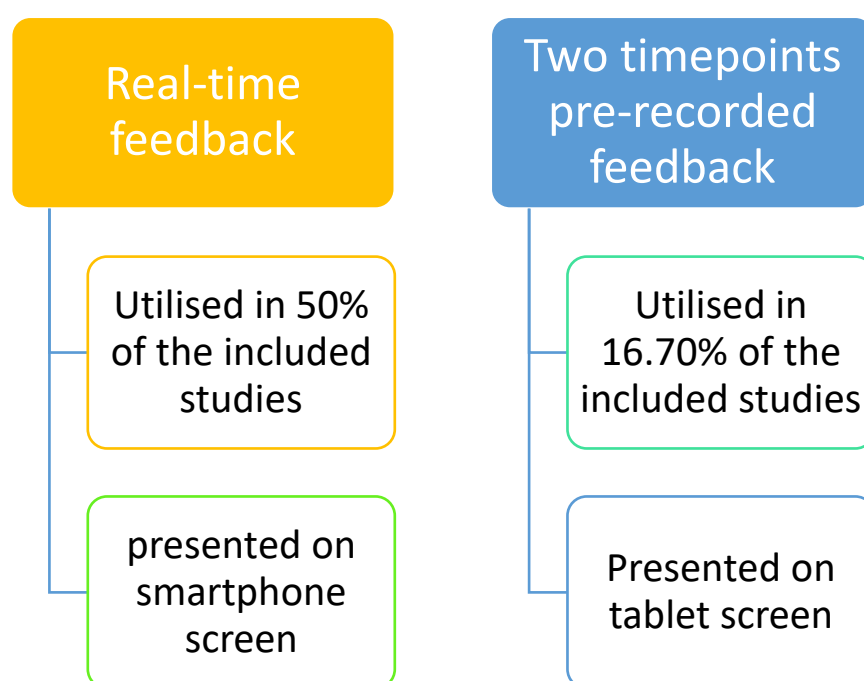 Real-time
feedback
Utilised in 50%
of the included
studies
presented on
smartphone
screen
Two timepoints
pre-recorded
feedback
Utilised in
16.70% of the
included studies
Presented on
tablet screen